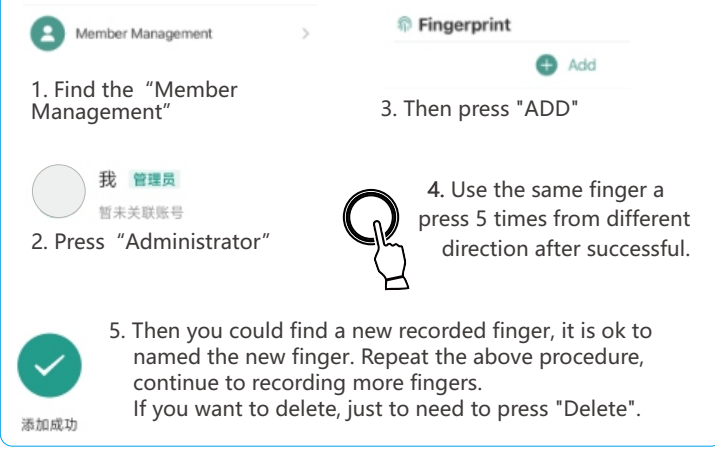 Member Management
1. Find the “Member
Management”
我 管理员
暂未关联账号
2. Press “Administrator”
Fingerprint
Add
3. Then press "ADD"
4. Use the same finger a
press 5 times from different
direction after successful.
5. Then you could find a new recorded finger, it is ok to
named the new finger. Repeat the above procedure,
continue to recording more fingers.
If you want to delete, just to need to press "Delete".
添加成功